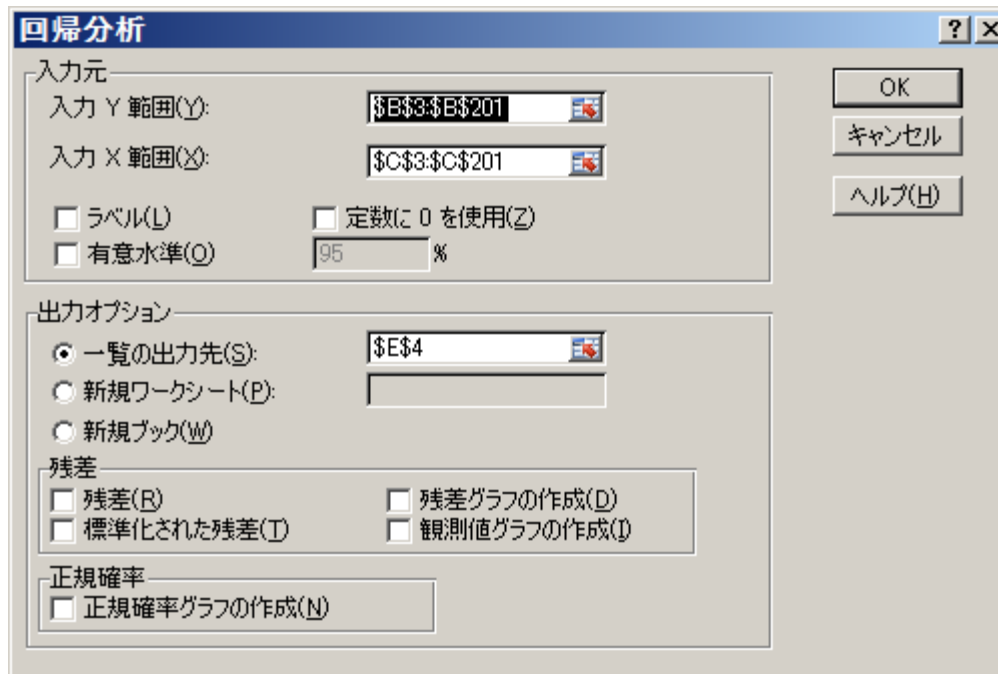 回帰分析
入力元
入力 Y 範囲(Y): $B$3:$B$201
入力 X 範囲(X): $C$3:$C$201
ラベル(L) 定数に 0 を使用(Z)
有意水準(O) 95 %
OK
キャンセル
ヘルプ(H)
出力オプション
一覧の出力先(S): $E$4
新規ワークシート(P):
新規ブック(W)
残差
残差(R) 残差グラフの作成(D)
標準化された残差(T) 観測値グラフの作成(I)
正規確率
正規確率グラフの作成(N)